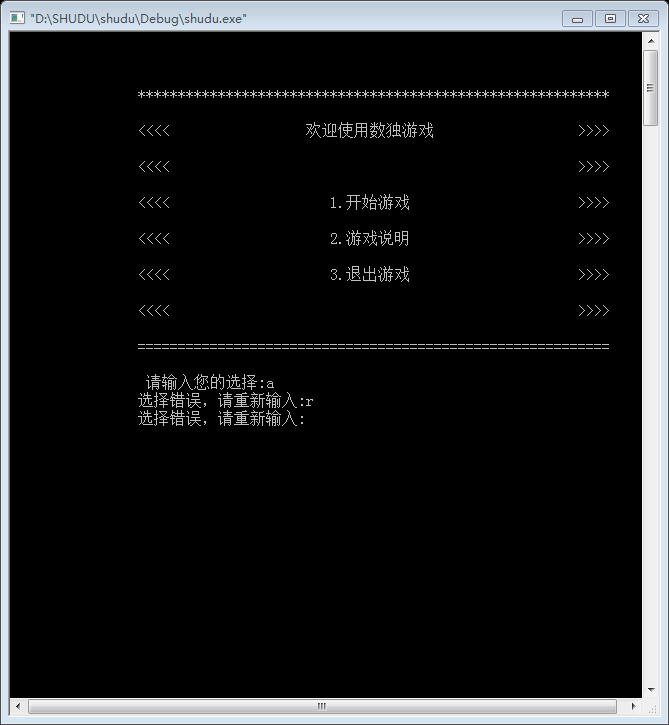 "D:\SHUDU\shudu\Debug\shudu.exe"
***********************************************************
<<<< 欢迎使用数独游戏 >>>>
<<<< >>>>
<<<< 1.开始游戏 >>>>
<<<< 2.游戏说明 >>>>
<<<< 3.退出游戏 >>>>
<<<< >>>>
===========================================================
请输入您的选择:a
选择错误，请重新输入:r
选择错误，请重新输入: